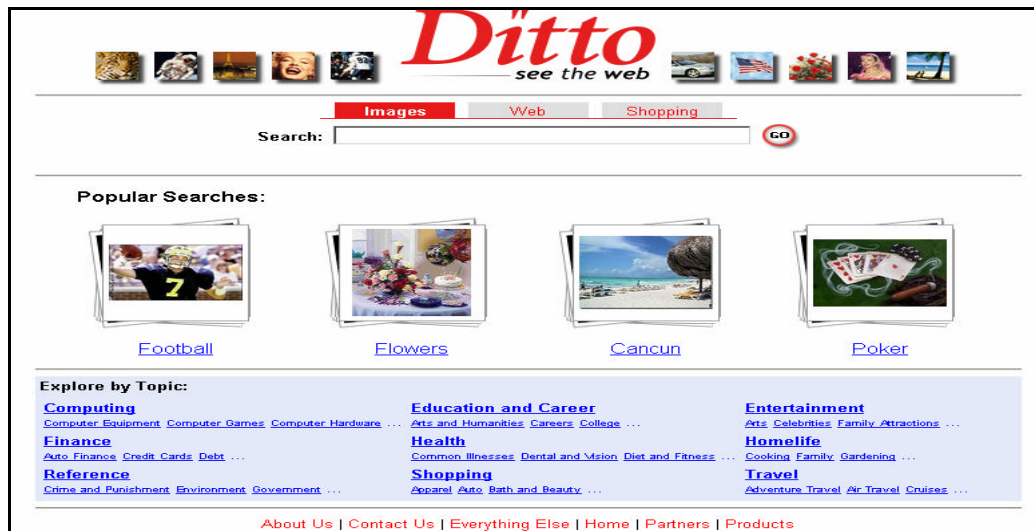 Ditto
see the web
Images Web Shopping
Search: GO
Popular Searches:
7
Football Flowers Cancun Poker
Explore by Topic:
Computing Education and Career Entertainment
Computer Equipment Computer Games Computer Hardware ... Arts and Humanities Careers College ... Arts Celebrities Family Attractions ...
Finance Health Homelife
Auto Finance Credit Cards Debt ... Common Illnesses Dental and Vision Diet and Fitness ... Cooking Family Gardening ...
Reference Shopping Travel
Crime and Punishment Environment Government ... Apparel Auto Bath and Beauty ... Adventure Travel Air Travel Cruises ...
About Us | Contact Us | Everything Else | Home | Partners | Products